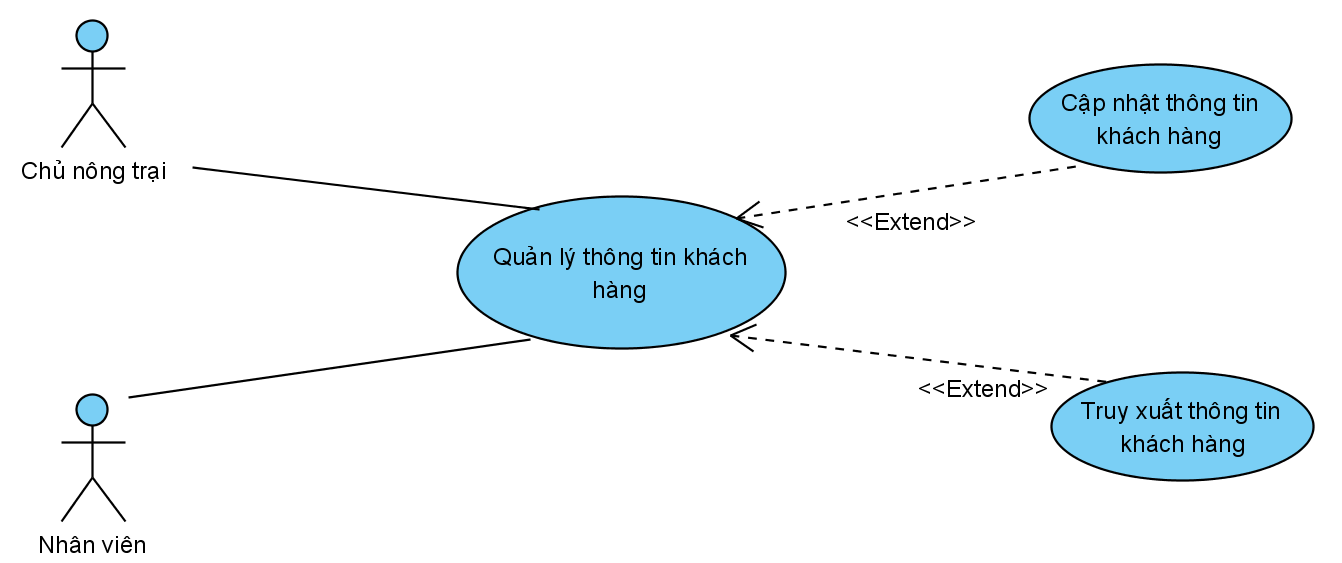 Chủ nông trại
Cập nhật thông tin
khách hàng
<<Extend>>
Quản lý thông tin khách
hàng
<<Extend>>
Truy xuất thông tin
khách hàng
Nhân viên